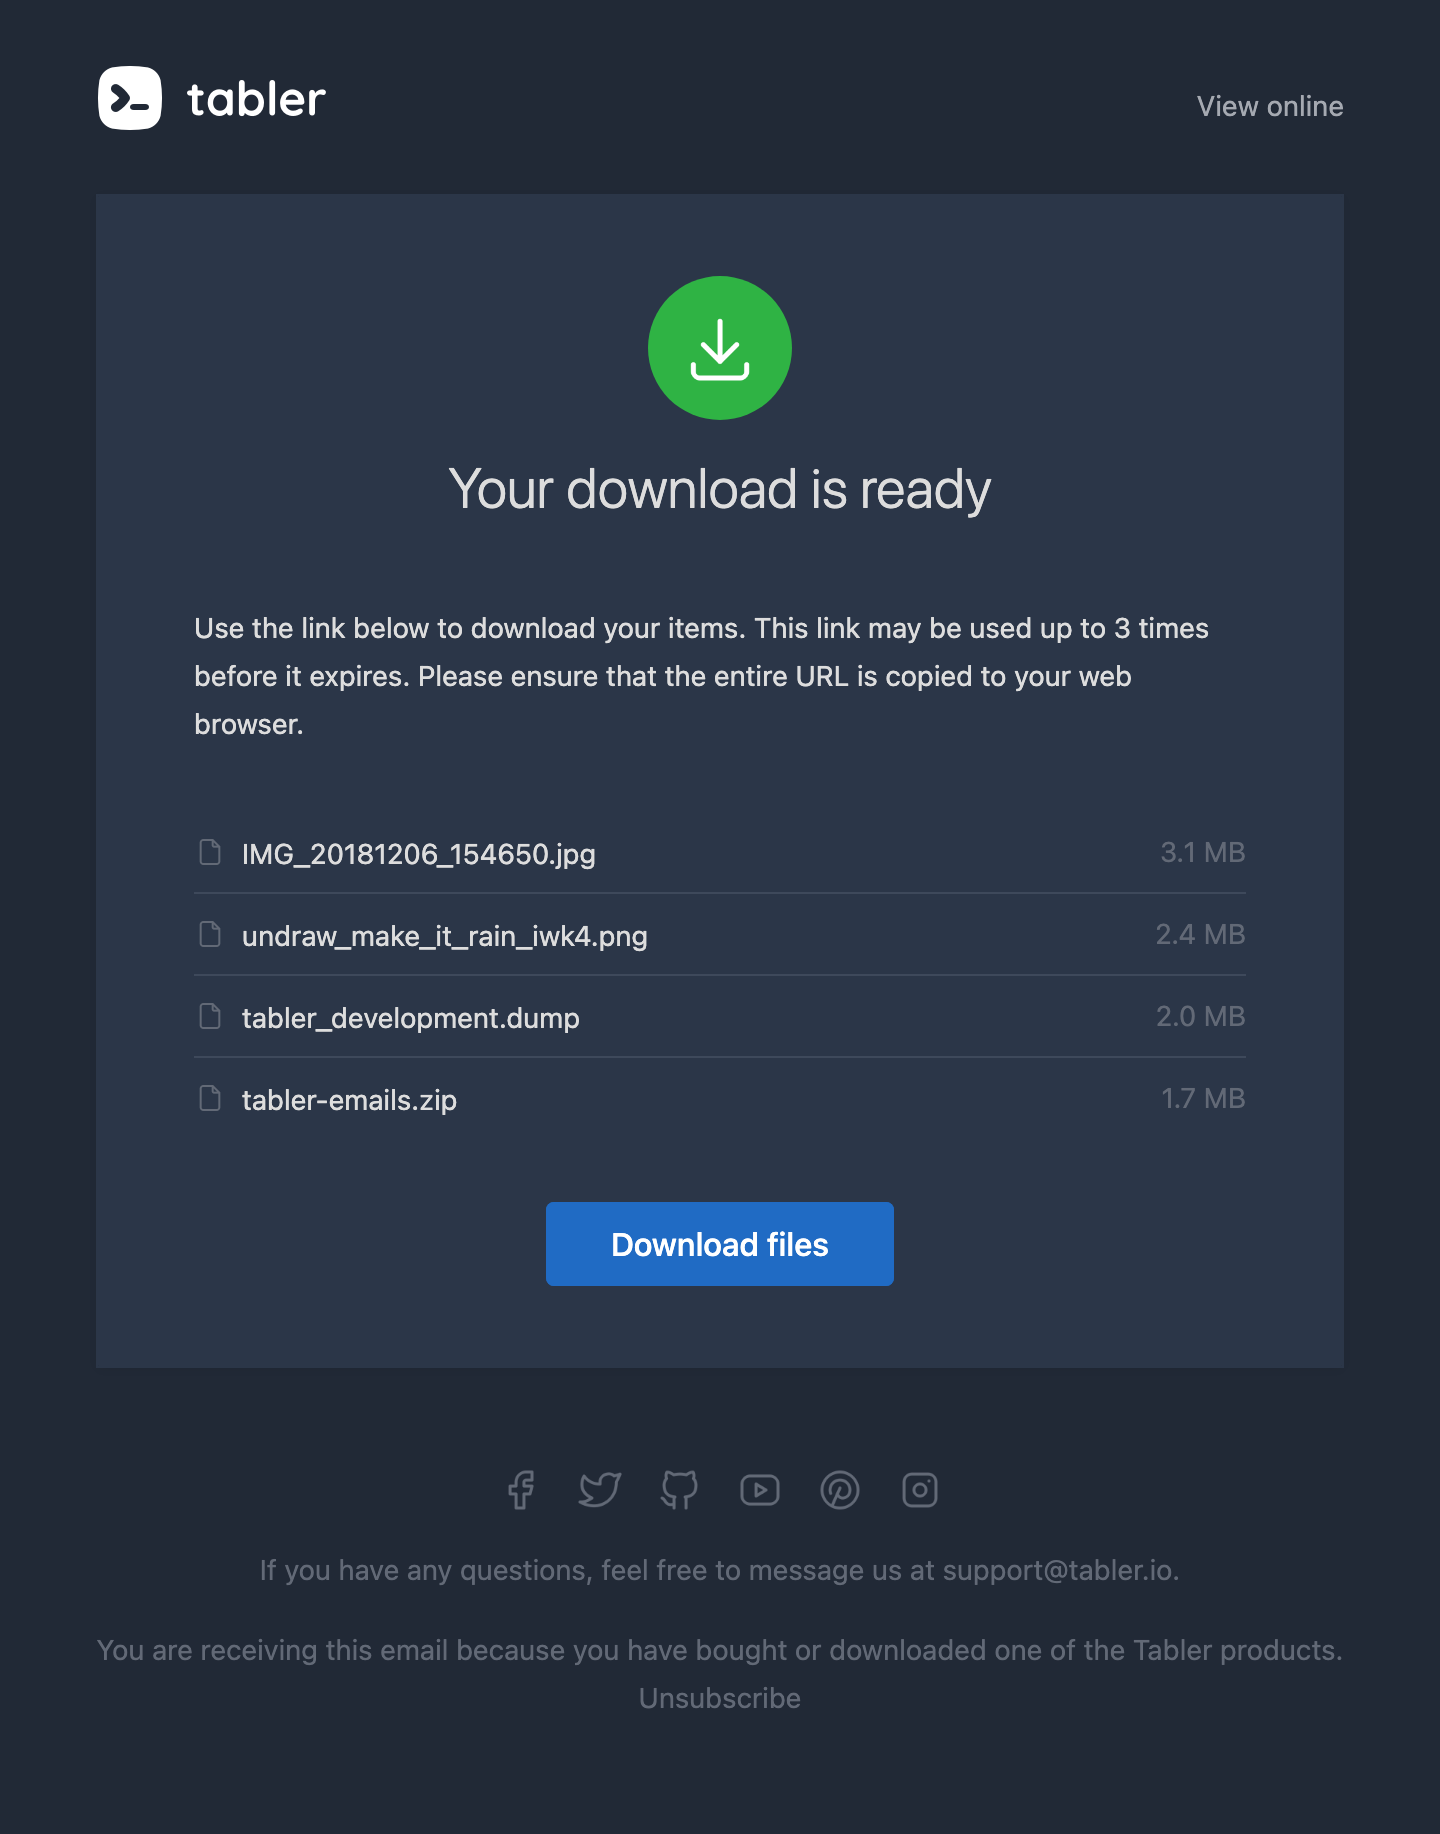 tabler
View online
Your download is ready
Use the link below to download your items. This link may be used up to 3 times
before it expires. Please ensure that the entire URL is copied to your web
browser.
IMG_20181206_154650.jpg 3.1 MB
undraw_make_it_rain_iwk4.png 2.4 MB
tabler_development.dump 2.0 MB
tabler-emails.zip 1.7 MB
Download files
If you have any questions, feel free to message us at support@tabler.io.
You are receiving this email because you have bought or downloaded one of the Tabler products.
Unsubscribe